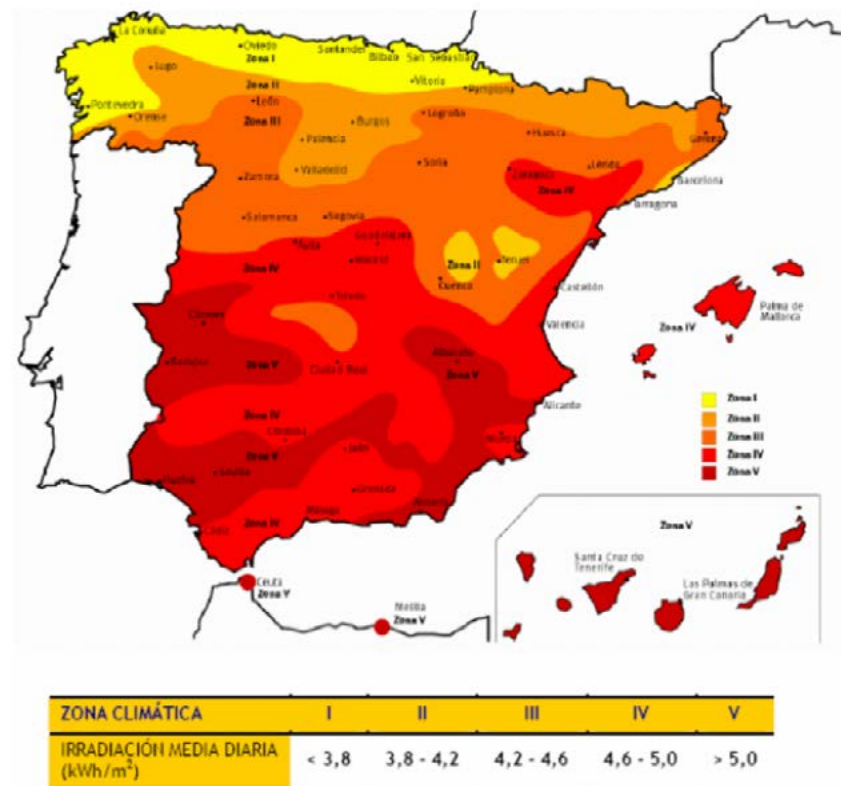 La Coruña
Oviedo
Santander
Bilbao
San Sebastián
Zona I
Lugo
Vitoria
Pamplona
Zona II
León
Pontevedra
Orense
Zona III
Burgos
Logroño
Palencia
Huesca
Gerona
Valladolid
Soria
Zaragoza
Lérida
Zamora
Zona IV
Barcelona
Tarragona
Salamanca
Segovia
Guadalajara
Ávila
Madrid
Zona IV
Zona II
Teruel
Cuenca
Toledo
Castellón
Palma de
Mallorca
Cáceres
Valencia
Zona IV
Albacete
Badajoz
Zona V
Ciudad Real
Zona V
Zona I
Alicante
Zona II
Zona IV
Córdoba
Murcia
Zona III
Jaén
Zona IV
Zona V
Sevilla
Zona V
Huelva
Granada
Almería
Málaga
Cádiz
Zona IV
Zona V
Santa Cruz de
Tenerife
Las Palmas de
Gran Canaria
Ceuta
Zona V
Melilla
Zona V
ZONA CLIMÁTICA I II III IV V
IRRADIACIÓN MEDIA DIARIA
(kWh/m²) < 3,8 3,8 - 4,2 4,2 - 4,6 4,6 - 5,0 > 5,0